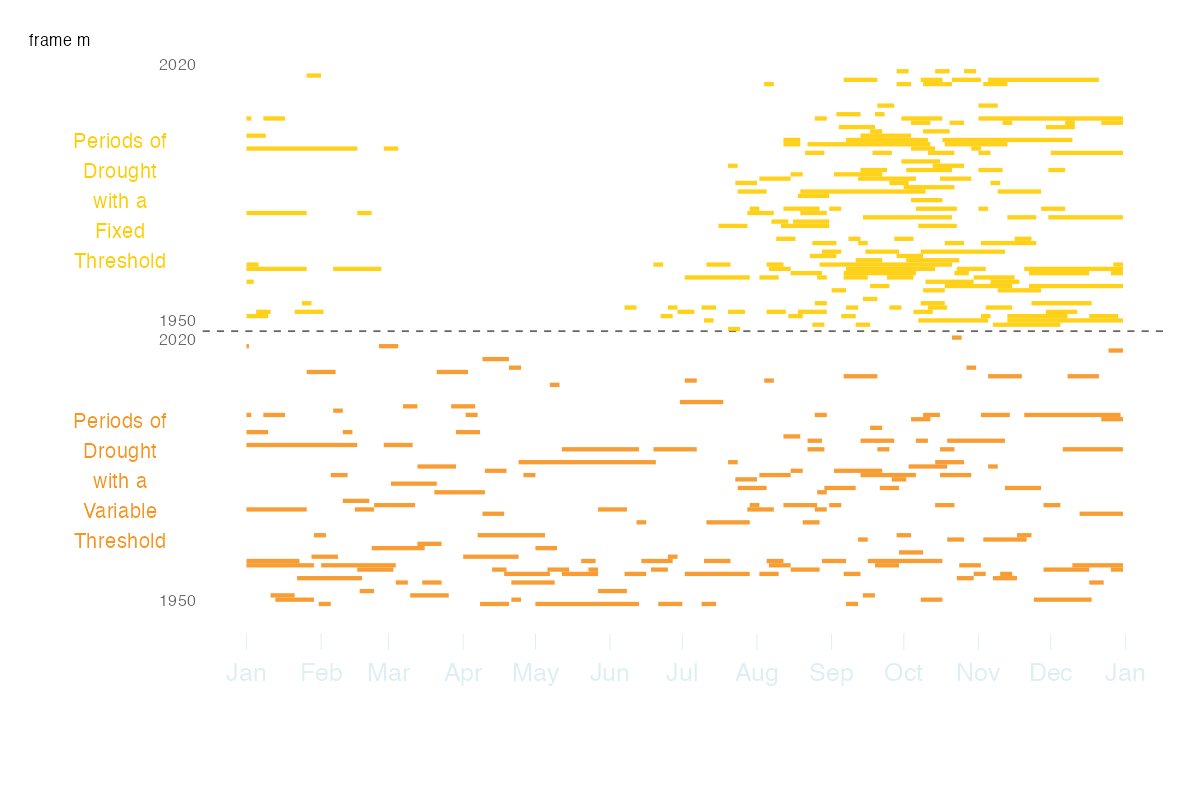 frame m
2020
Periods of
Drought
with a
Fixed
Threshold
1950
2020
Periods of
Drought
with a
Variable
Threshold
1950
Jan Feb Mar Apr May Jun Jul Aug Sep Oct Nov Dec Jan